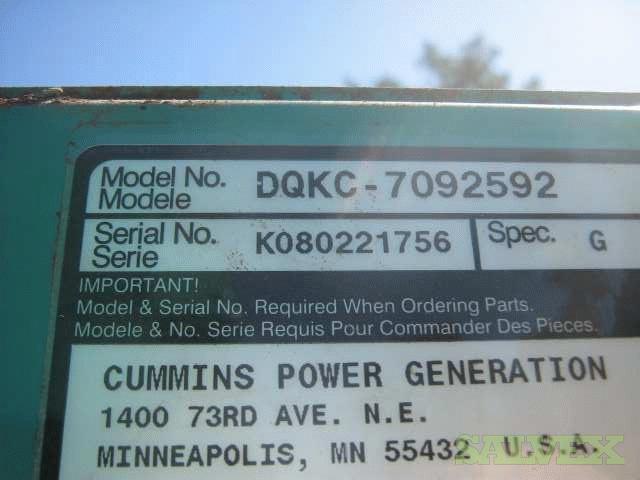 Model No. DQKC-7092592
Modele
Serial No. K080221756 Spec. G
Serie
IMPORTANT!
Model & Serial No. Required When Ordering Parts.
Modele & No. Serie Requis Pour Commander Des Pieces.
CUMMINS POWER GENERATION
1400 73RD AVE. N.E.
MINNEAPOLIS, MN 55432 U.S.A.
SALVEX